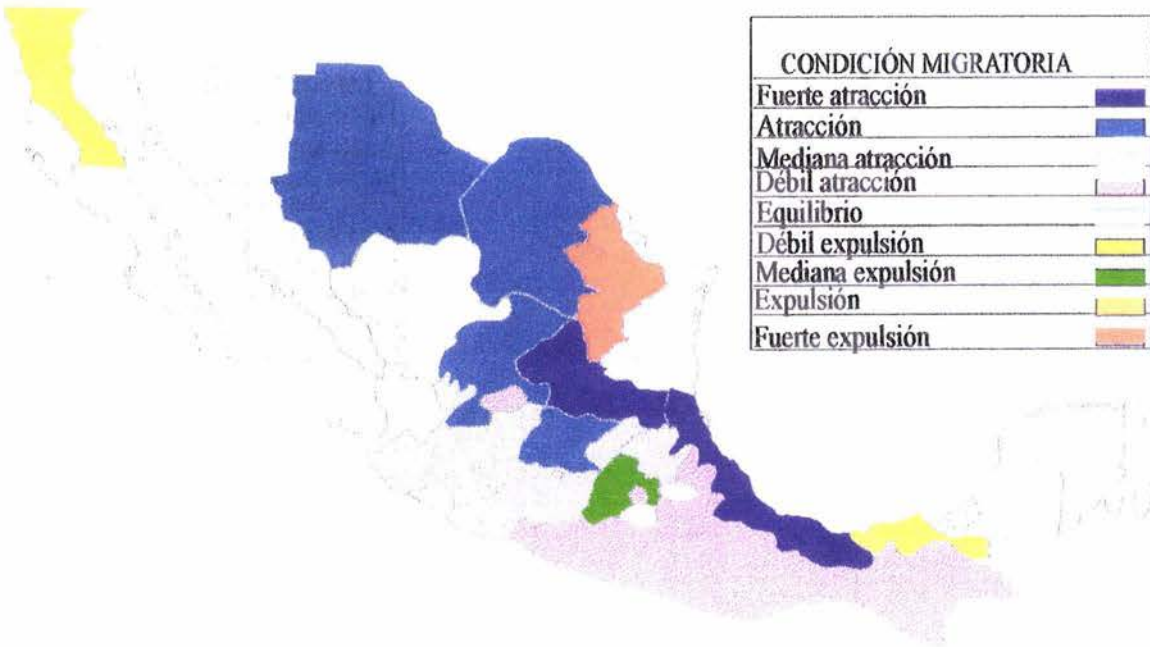 CONDICIÓN MIGRATORIA
Fuerte atracción
Atracción
Mediana atracción
Débil atracción
Equilibrio
Débil expulsión
Mediana expulsión
Expulsión
Fuerte expulsión